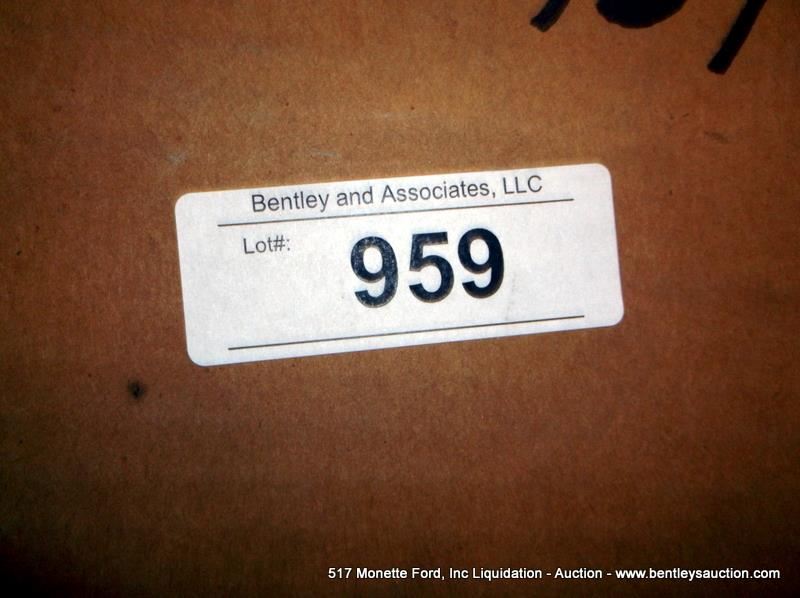 Bentley and Associates, LLC
Lot#: 959
517 Monette Ford, Inc Liquidation - Auction - www.bentleysauction.com